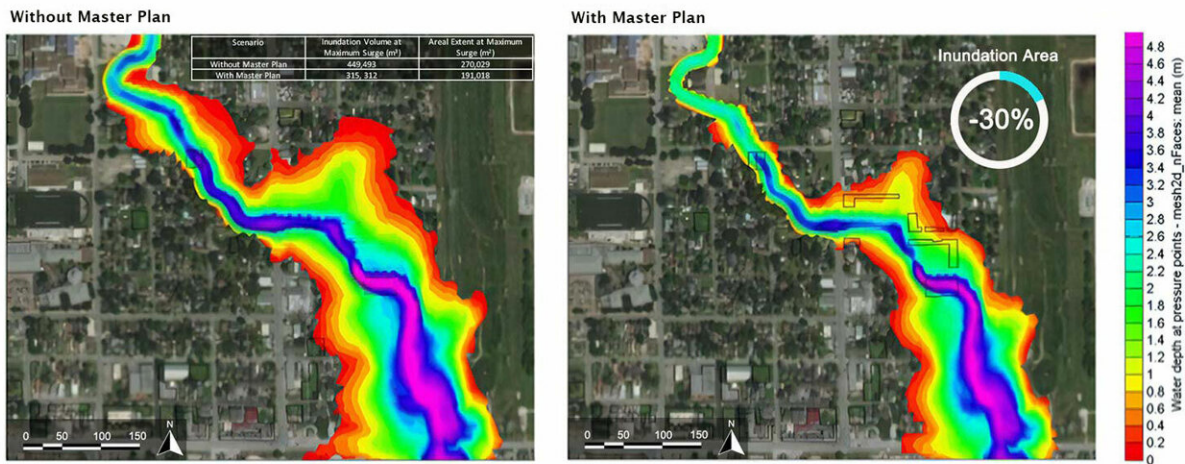 Without Master Plan
With Master Plan
Scenario Inundation Volume at Maximum Surge (m³) Areal Extent at Maximum Surge (m²)
Without Master Plan 449,493 270,029
With Master Plan 315, 312 191,018
Inundation Area
-30%
4.8
4.6
4.4
4.2
4
3.8
3.6
3.4
3.2
3
2.8
2.6
2.4
2.2
2
1.8
1.6
1.4
1.2
1
0.8
0.6
0.4
0.2
0
Water depth at pressure points - mesh2d_nFaces: mean (m)
0 50 100 150
N
0 50 100 150
N